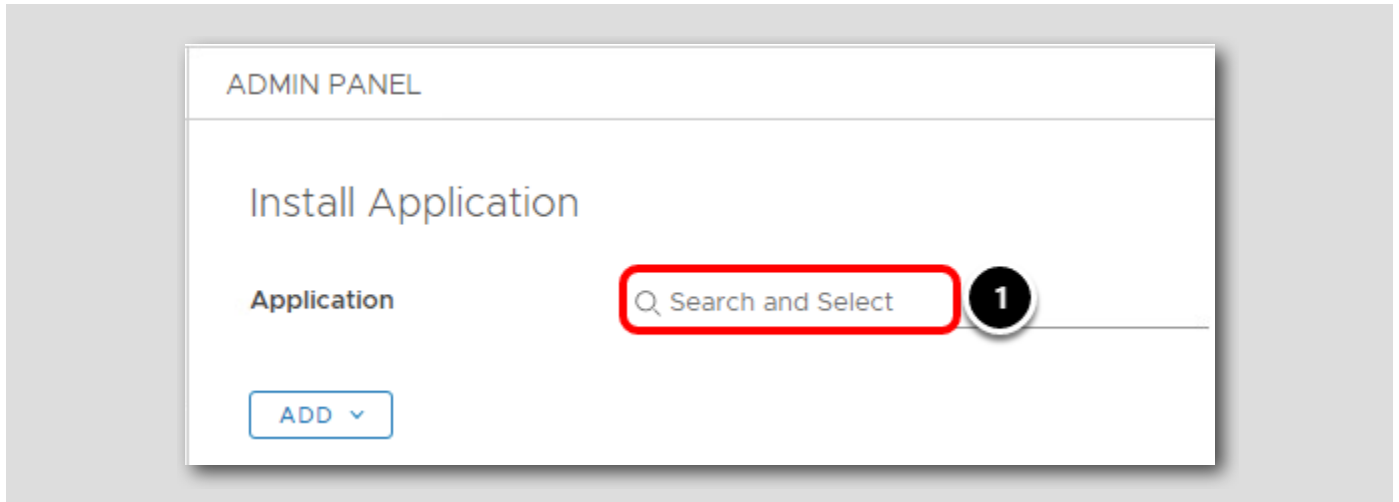 ADMIN PANEL
Install Application
Application
Search and Select
1
ADD